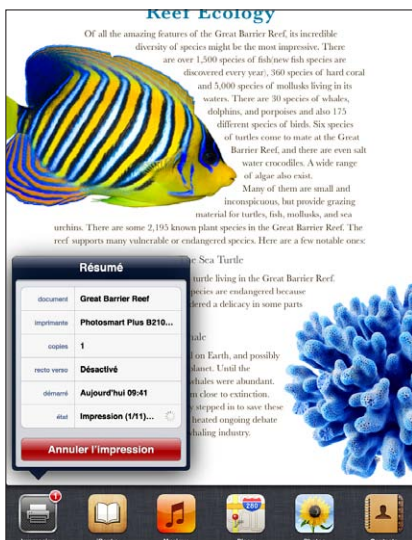 Reef Ecology
Of all the amazing features of the Great Barrier Reef, its incredible
diversity of species might be the most impressive. There
are over 1,500 species of fish(new fish species are
discovered every year), 360 species of hard coral
and 5,000 species of mollusks living in its
waters. There are 30 species of whales,
dolphins, and porpoises and also 175
different species of birds. Six species
of turtles come to mate at the Great
Barrier Reef, and there are even salt
water crocodiles. A wide range
of algae also exist.
Many of them are small and
inconspicuous, but provide grazing
material for turtles, fish, mollusks, and sea
urchins. There are some 2,195 known plant species in the Great Barrier Reef. The
reef supports many vulnerable or endangered species. Here are a few notable ones:
The Sea Turtle
turtle living in the Great Barrier Reef.
species are endangered because
dered a delicacy in some parts
on Earth, and possibly
planet. Until the
whales were abundant.
m close to extinction.
stepped in to save these
heated ongoing debate
whaling industry.
Résumé
document Great Barrier Reef
imprimante Photosmart Plus B210...
copies 1
recto verso Désactivé
démarré Aujourd'hui 09:41
état Impression (1/11)...
Annuler l'impression
1
280